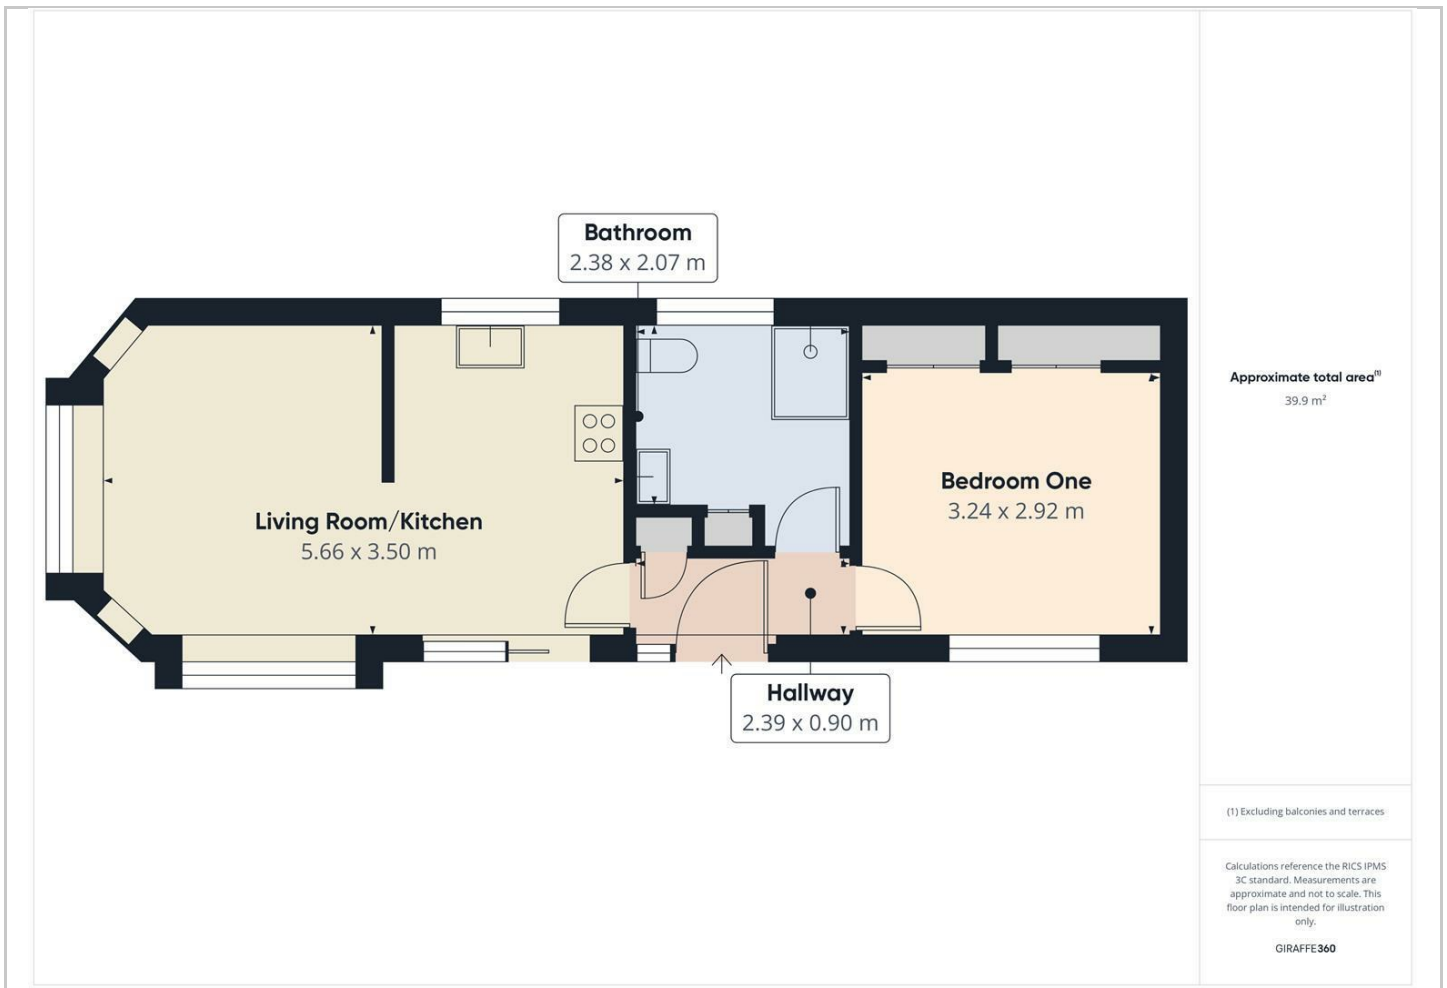 Bathroom
2.38 x 2.07 m
Living Room/Kitchen
5.66 x 3.50 m
Bedroom One
3.24 x 2.92 m
Hallway
2.39 x 0.90 m
Approximate total area(1)
39.9 m²
(1) Excluding balconies and terraces
Calculations reference the RICS IPMS
3C standard. Measurements are
approximate and not to scale. This
floor plan is intended for illustration
only.
GIRAFFE360